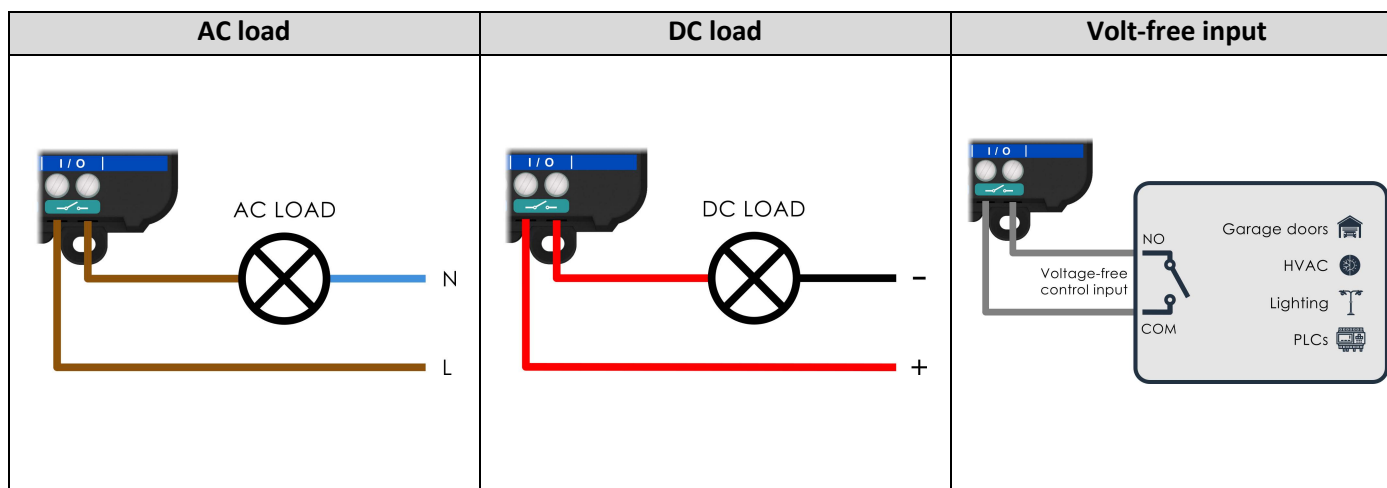 AC load
DC load
Volt-free input
I / O
AC LOAD
N
L
I / O
DC LOAD
−
+
I / O
NO
Voltage-free
control input
COM
Garage doors
HVAC
Lighting
PLCs